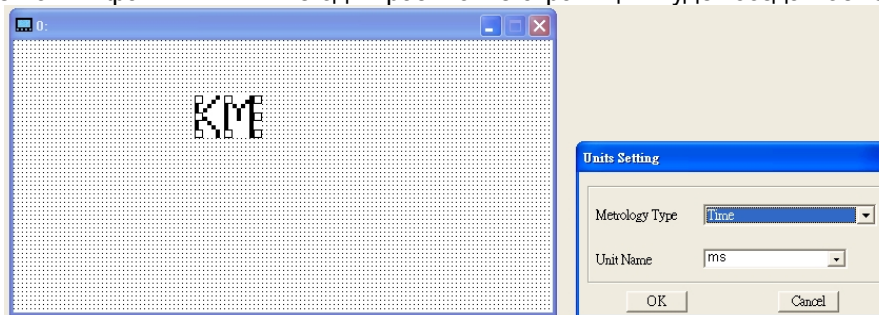 0:
KM
Units Setting
Metrology Type Time
Unit Name ms
OK Cancel